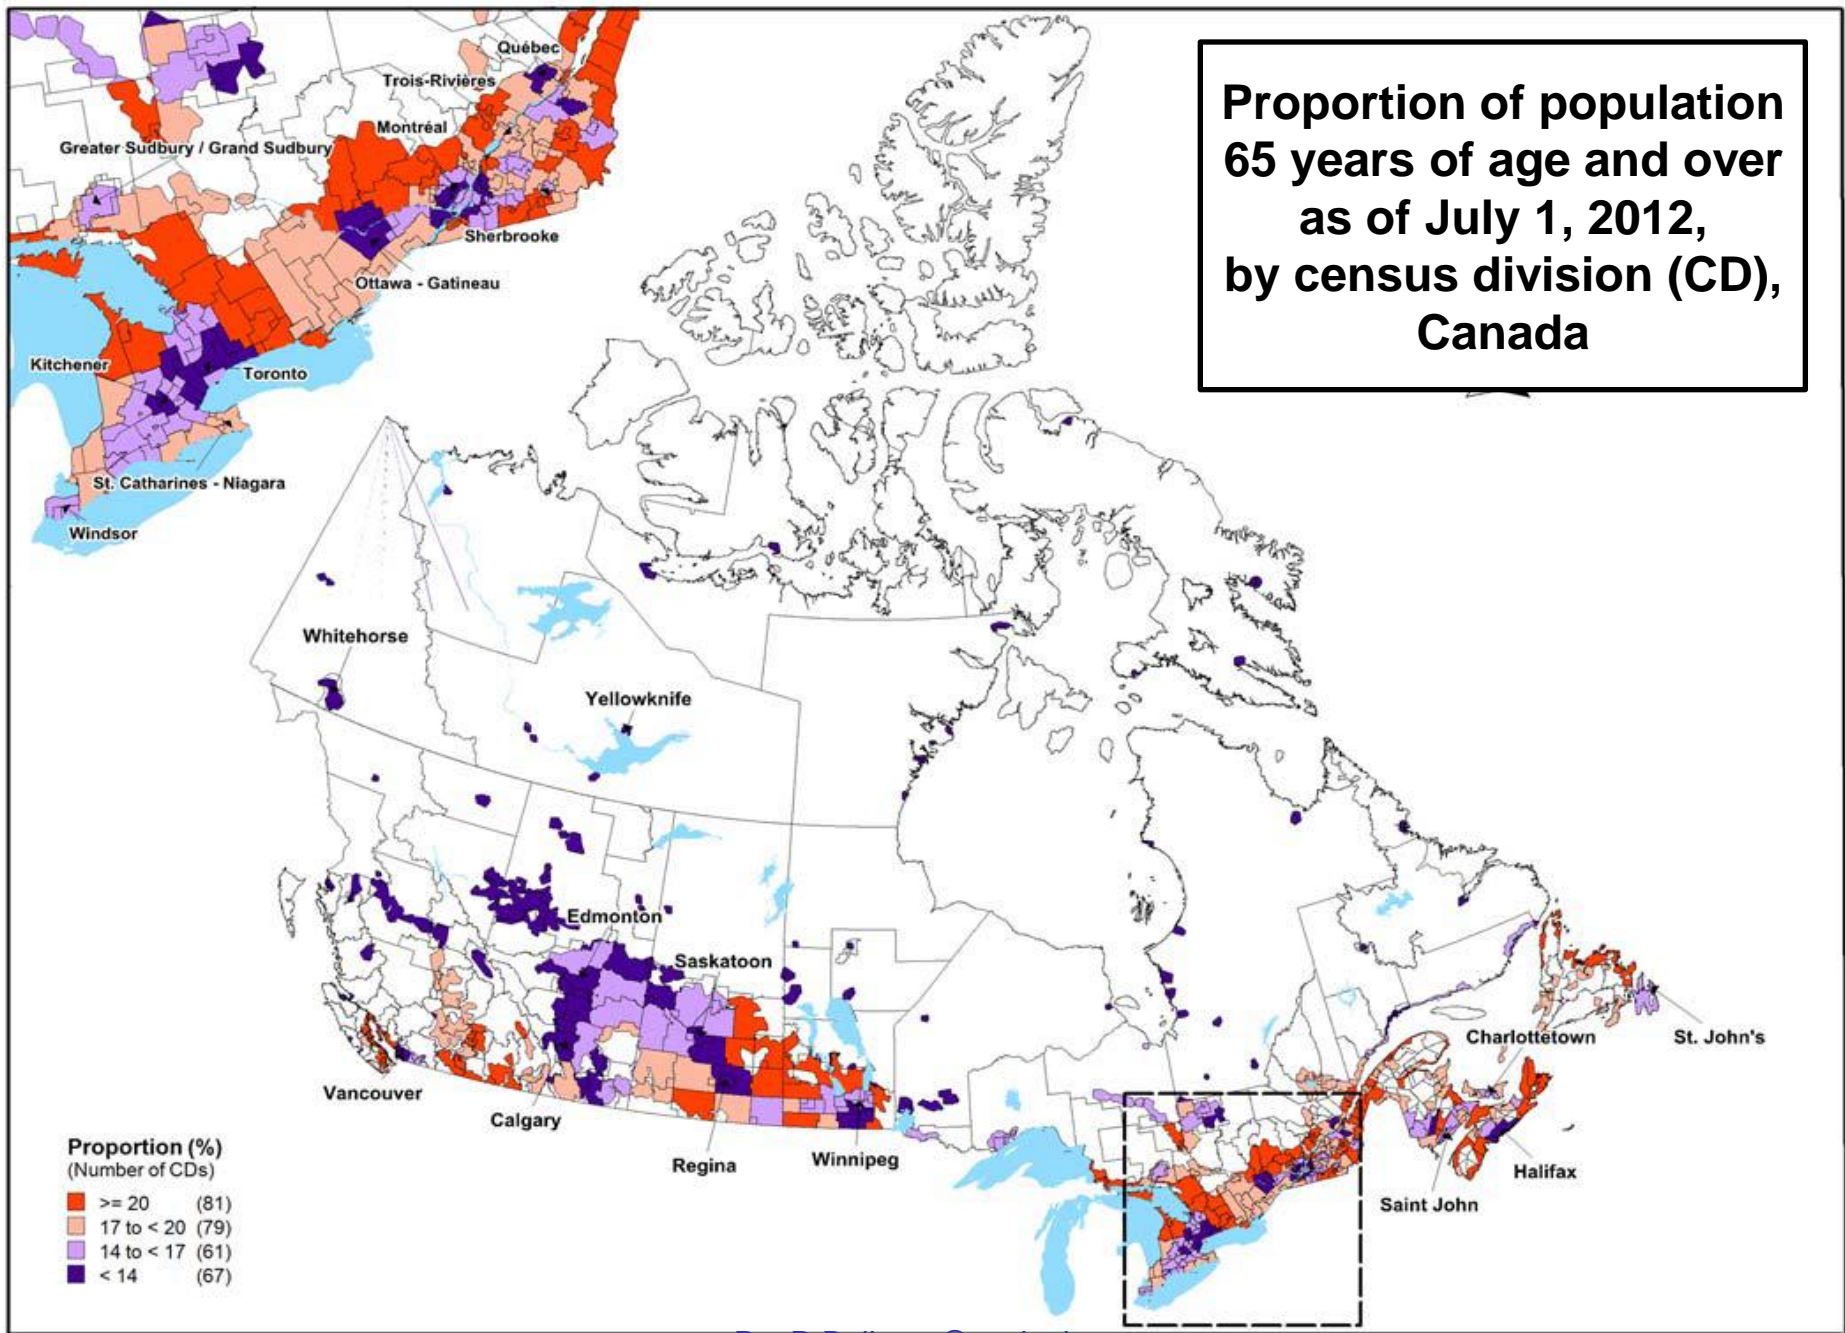 Proportion of population
65 years of age and over
as of July 1, 2012,
by census division (CD),
Canada
Québec
Trois-Rivières
Montréal
Greater Sudbury / Grand Sudbury
Sherbrooke
Ottawa - Gatineau
Kitchener
Toronto
St. Catharines - Niagara
Windsor
Whitehorse
Yellowknife
Edmonton
Saskatoon
Charlottetown
St. John's
Vancouver
Calgary
Regina
Winnipeg
Halifax
Saint John
Proportion (%)
(Number of CDs)
>= 20 (81)
17 to < 20 (79)
14 to < 17 (61)
< 14 (67)